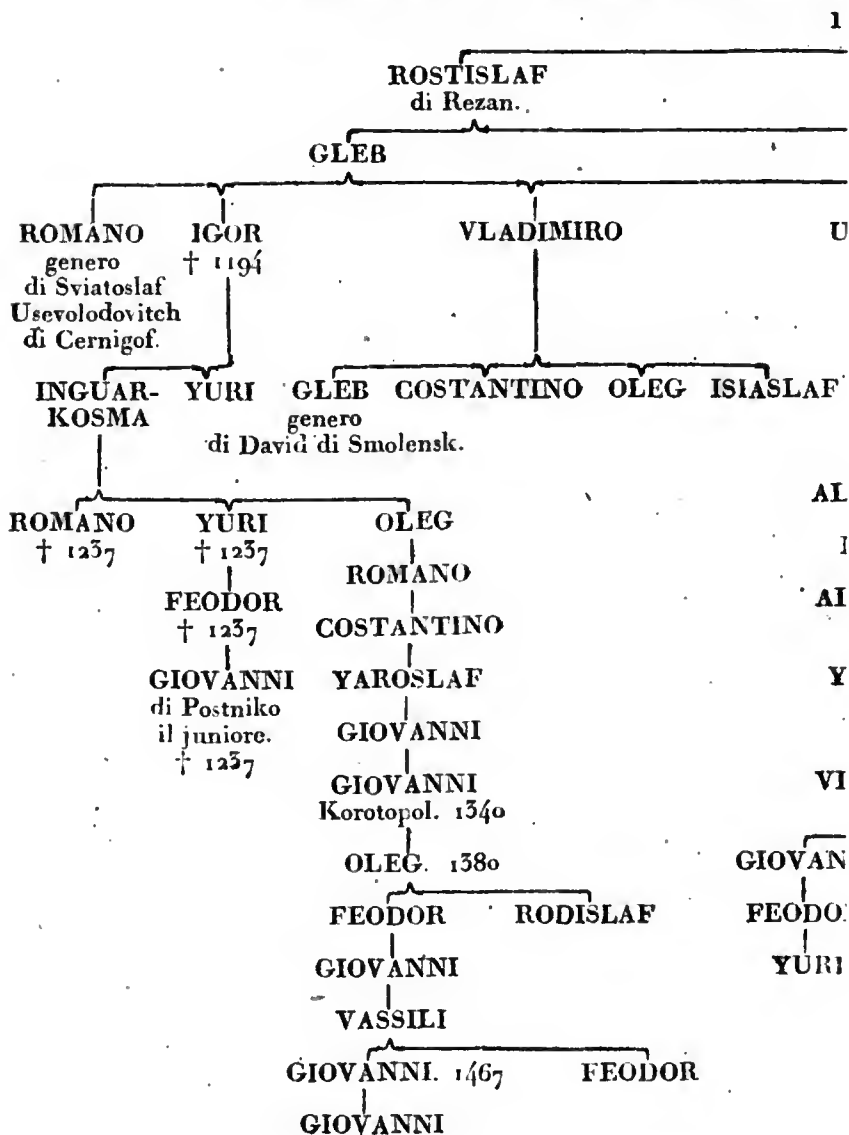 1
ROSTISLAF
di Rezan.
GLEB
ROMANO IGOR VLADIMIRO U
genero † 1194
di Sviatoslaf
Usevolodovitch
di Cernigof.
INGUAR- YURI GLEB COSTANTINO OLEG ISIASLAF
KOSMA genero
di David di Smolensk.
AL
ROMANO YURI OLEG
† 1237 † 1237
I
ROMANO
FEODOR AI
† 1237
COSTANTINO
GIOVANNI YAROSLAF Y
di Postniko
il juniore. GIOVANNI
† 1237
GIOVANNI VI
Korotopol. 1340
OLEG. 1380 GIOVAN
FEODOR RODISLAF FEODO
GIOVANNI YURI
VASSILI
GIOVANNI. 1467 FEODOR
GIOVANNI